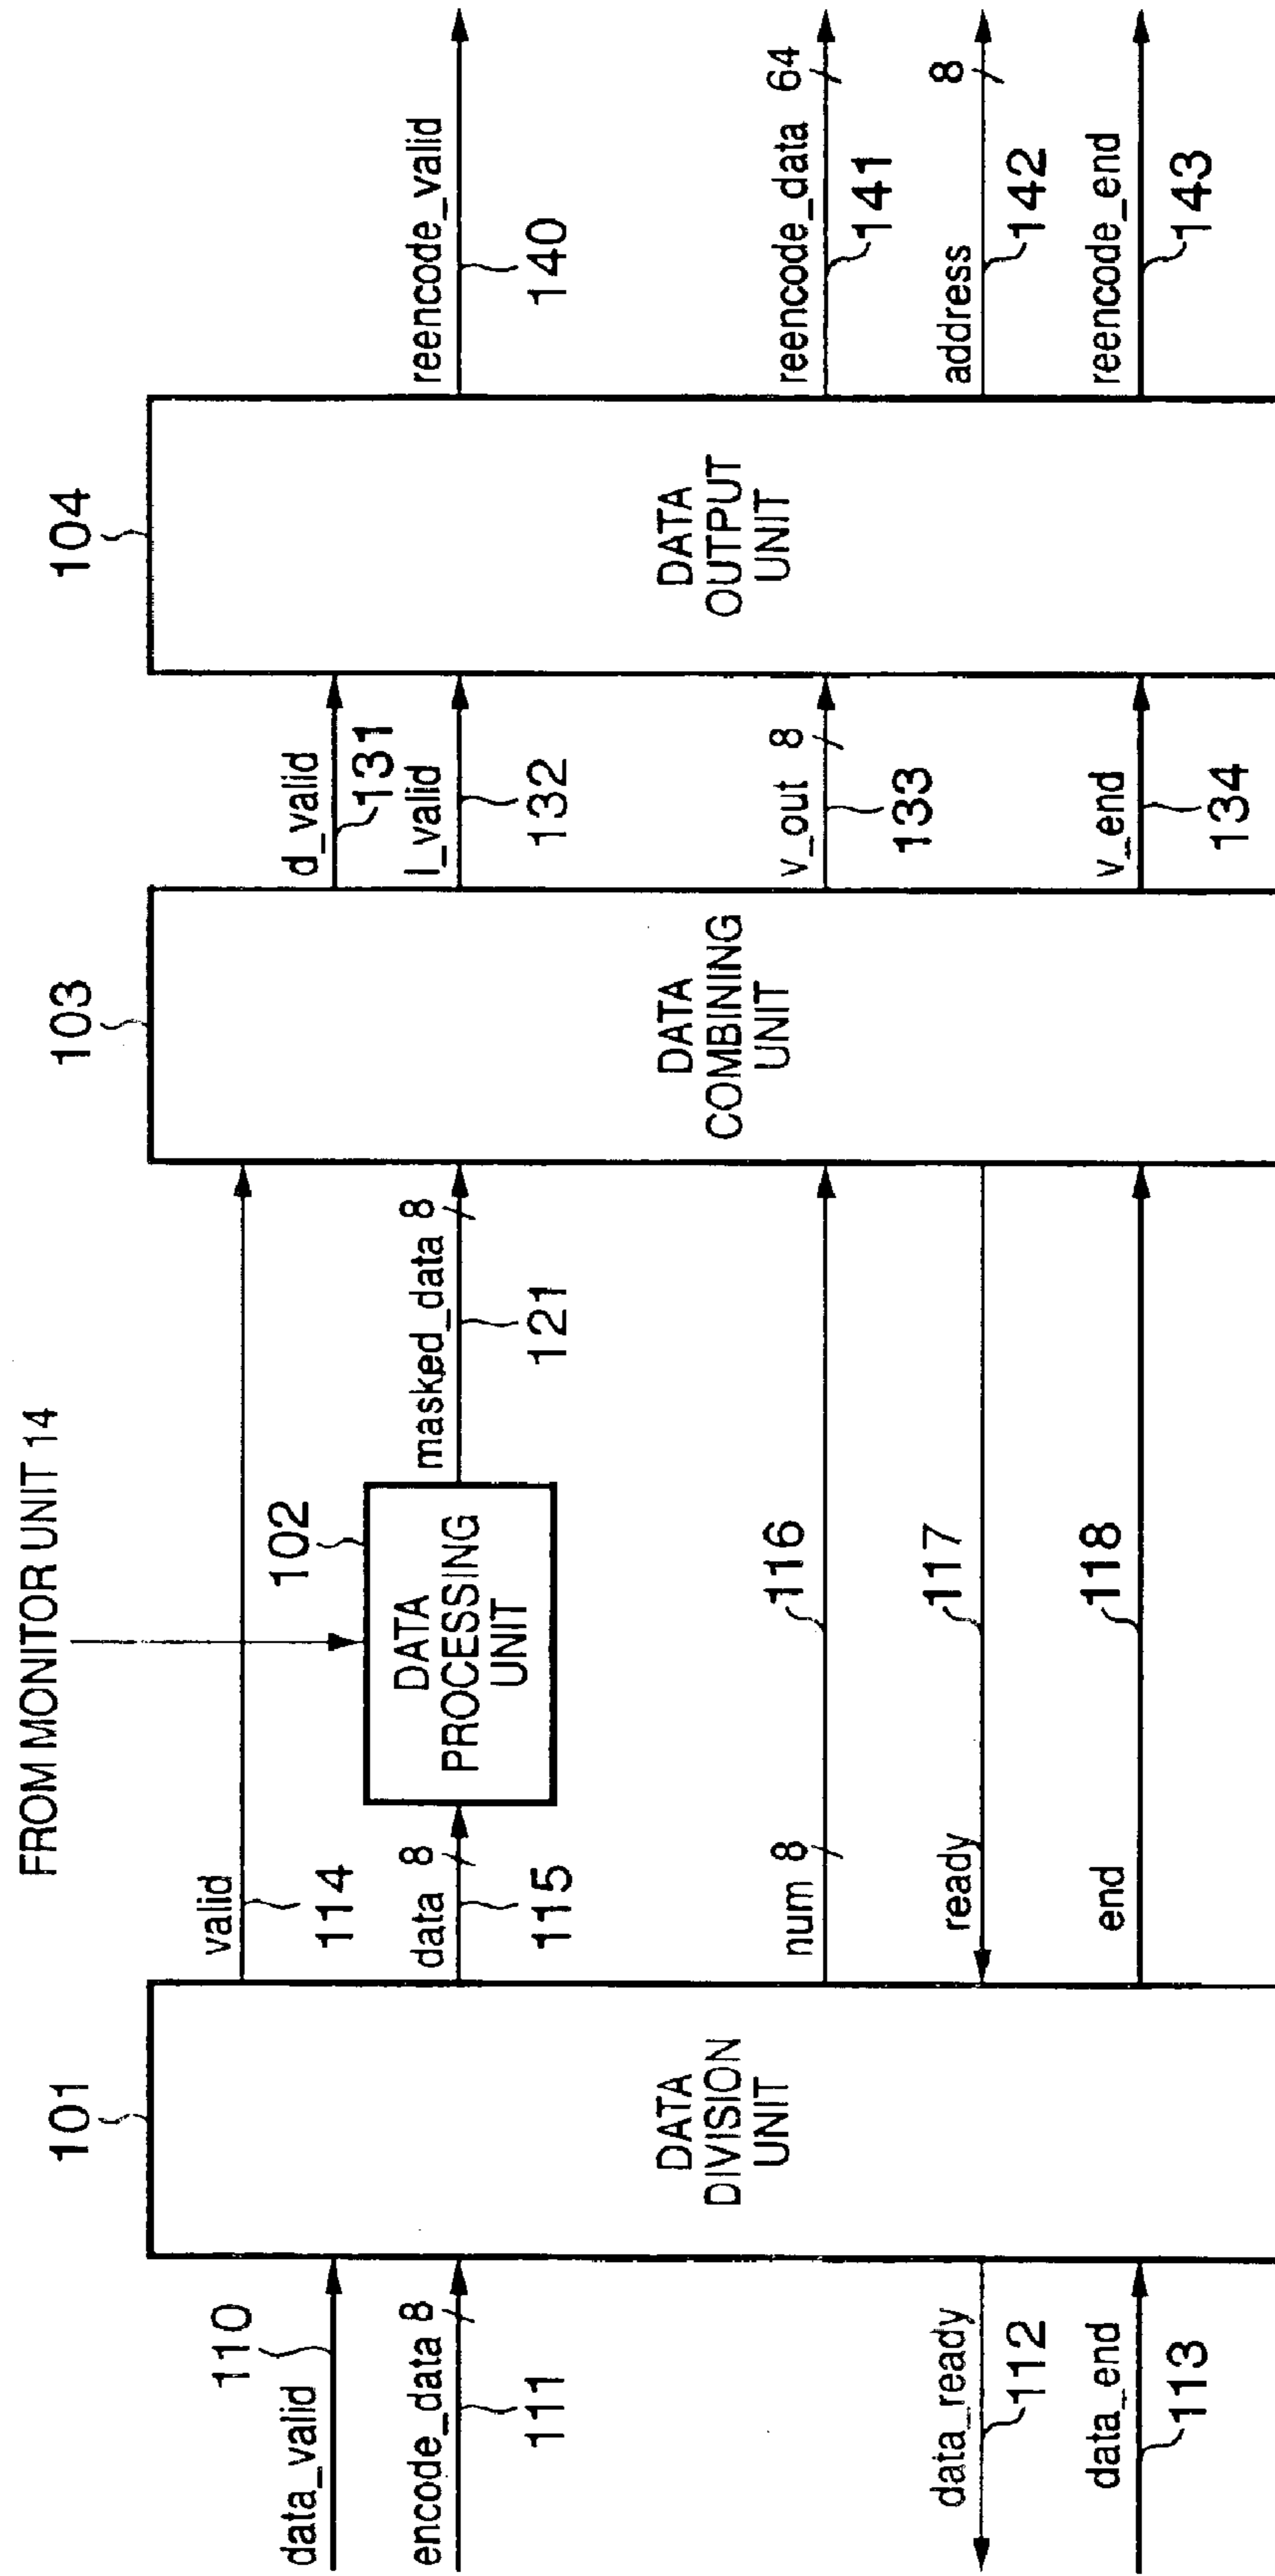 FROM MONITOR UNIT 14
101
102
103
104
data_valid
110
encode_data 8
111
data_ready
112
data_end
113
DATA
DIVISION
UNIT
valid
114
data 8
115
DATA
PROCESSING
UNIT
masked_data 8
121
num 8
116
ready
117
end
118
DATA
COMBINING
UNIT
d_valid
131
l_valid
132
v_out 8
133
v_end
134
DATA
OUTPUT
UNIT
reencode_valid
140
reencode_data 64
141
address 8
142
reencode_end
143